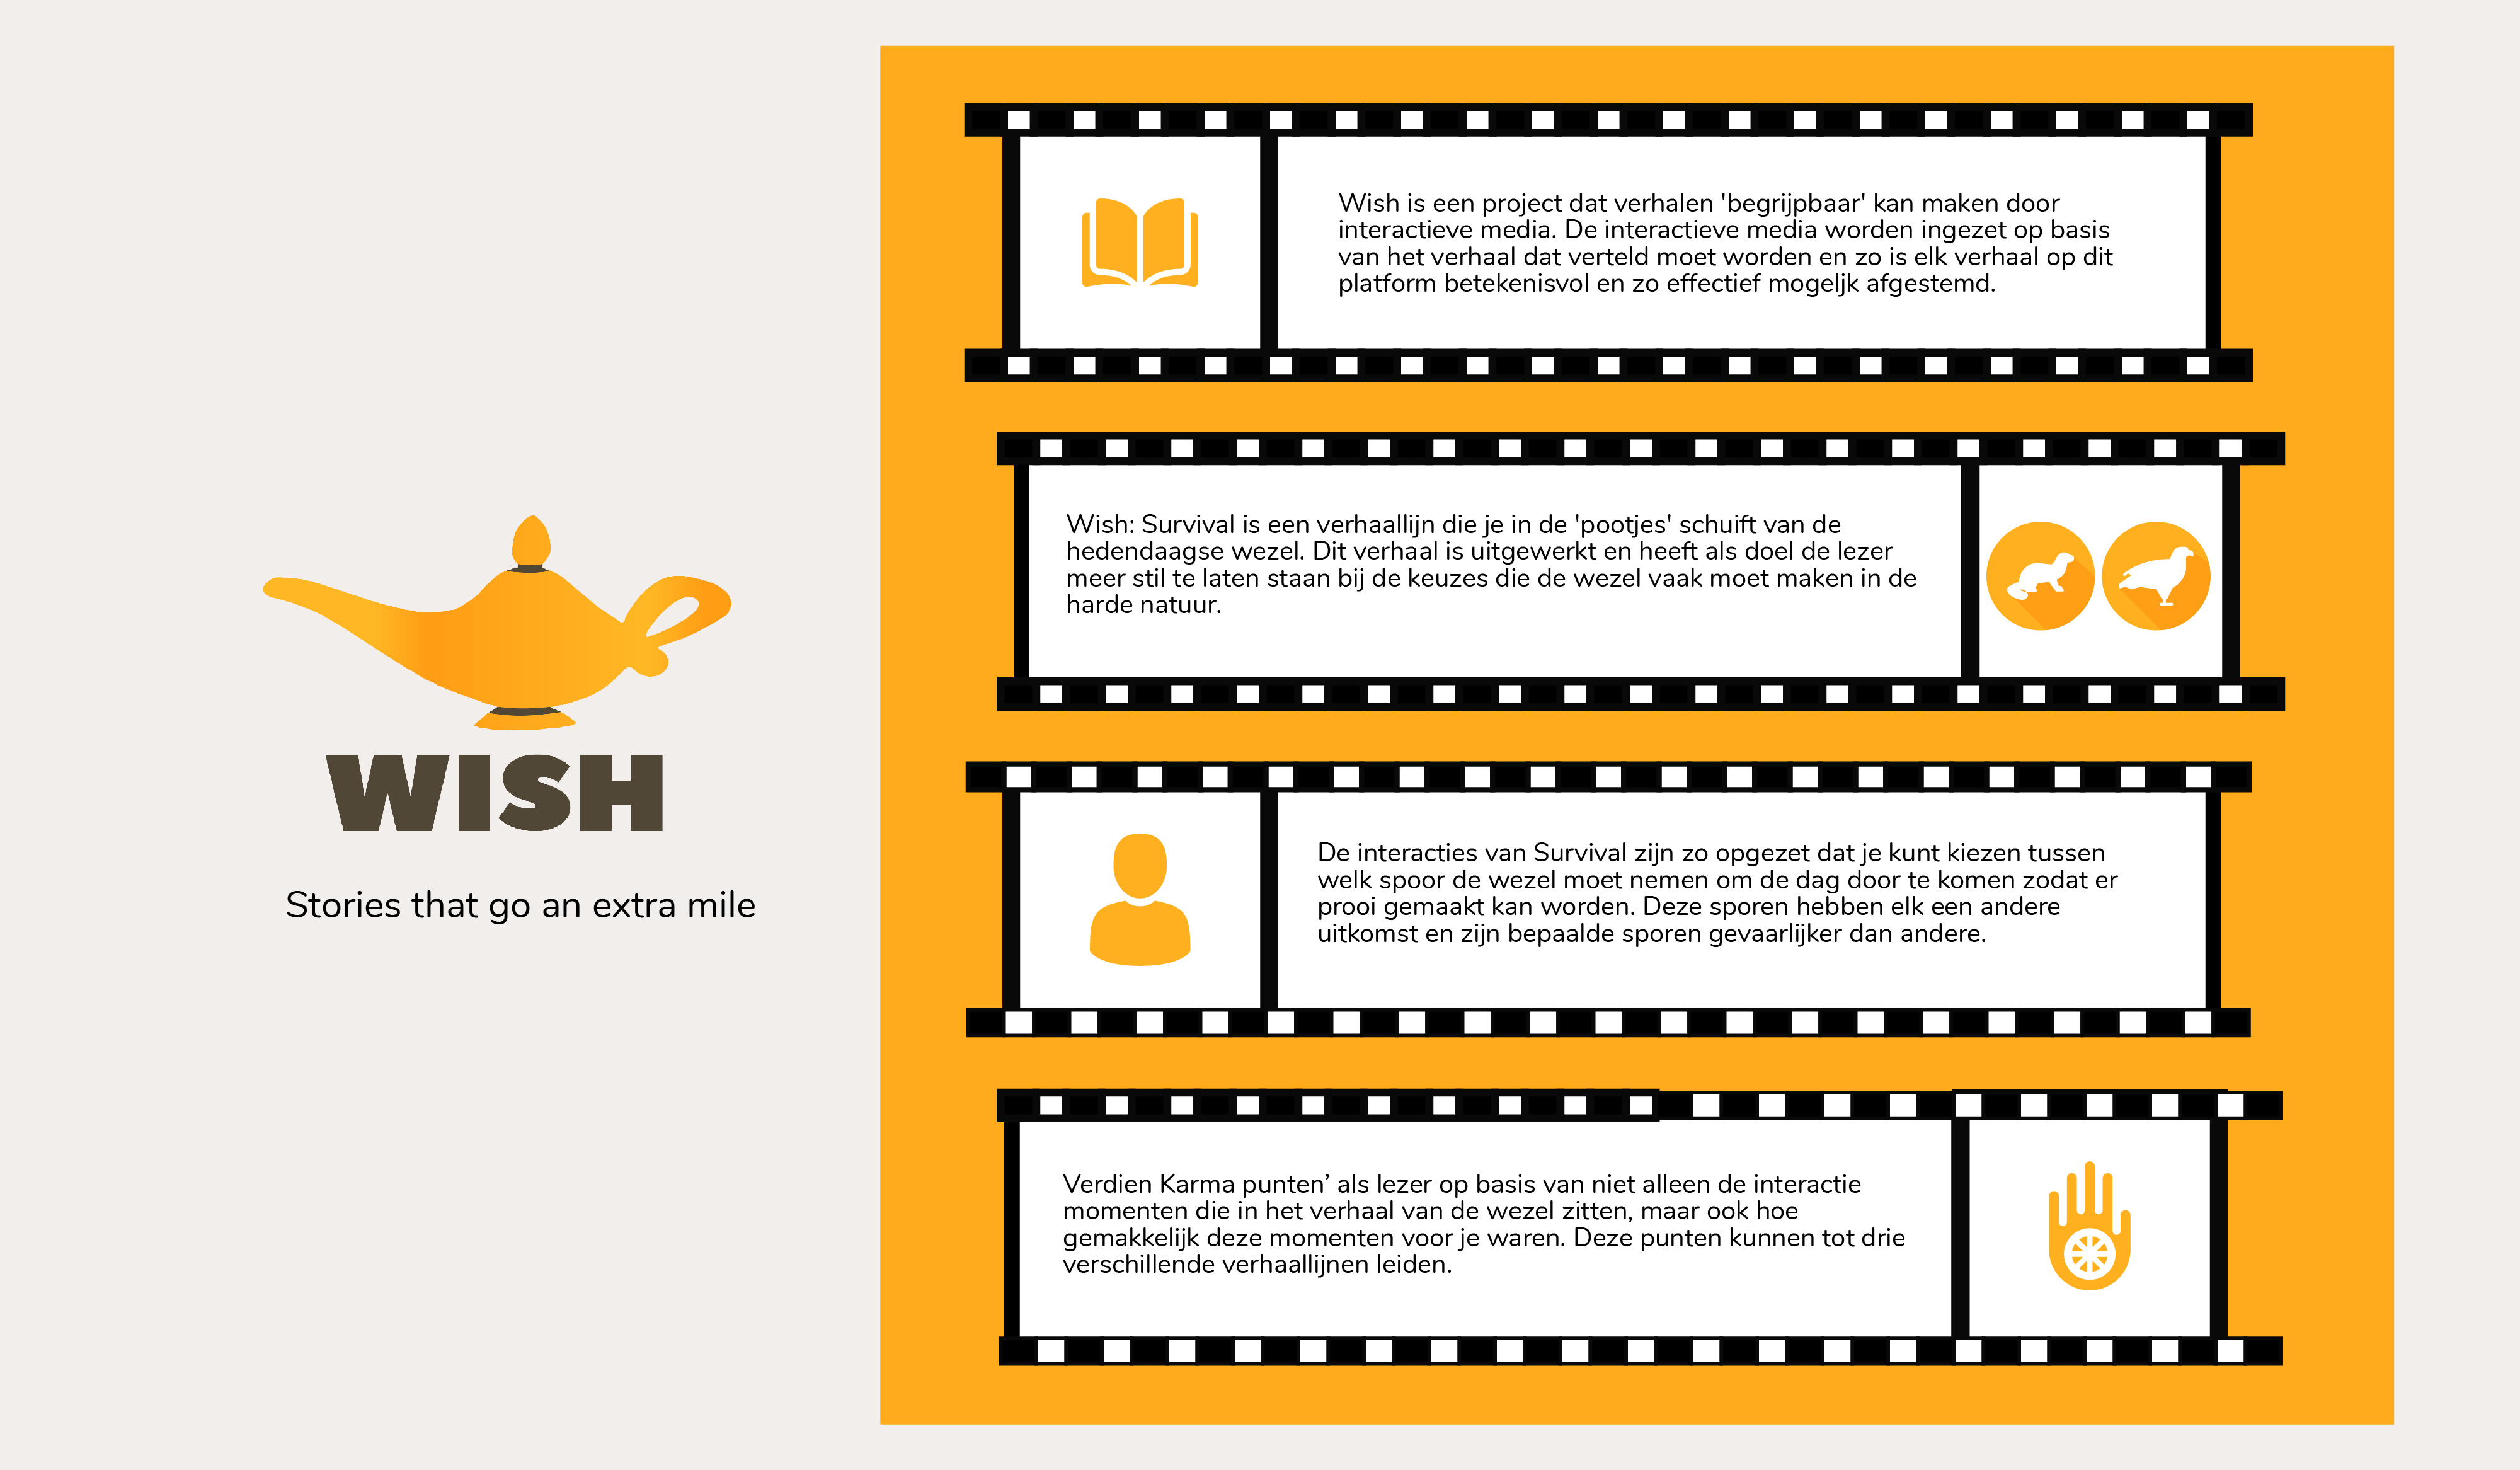 WISH
Stories that go an extra mile
Wish is een project dat verhalen 'begrijpbaar' kan maken door
interactieve media. De interactieve media worden ingezet op basis
van het verhaal dat verteld moet worden en zo is elk verhaal op dit
platform betekenisvol en zo effectief mogeljk afgestemd.
Wish: Survival is een verhaallijn die je in de 'pootjes' schuift van de
hedendaagse wezel. Dit verhaal is uitgewerkt en heeft als doel de lezer
meer stil te laten staan bij de keuzes die de wezel vaak moet maken in de
harde natuur.
De interacties van Survival zijn zo opgezet dat je kunt kiezen tussen
welk spoor de wezel moet nemen om de dag door te komen zodat er
prooi gemaakt kan worden. Deze sporen hebben elk een andere
uitkomst en zijn bepaalde sporen gevaarlijker dan andere.
Verdien Karma punten’ als lezer op basis van niet alleen de interactie
momenten die in het verhaal van de wezel zitten, maar ook hoe
gemakkelijk deze momenten voor je waren. Deze punten kunnen tot drie
verschillende verhaallijnen leiden.